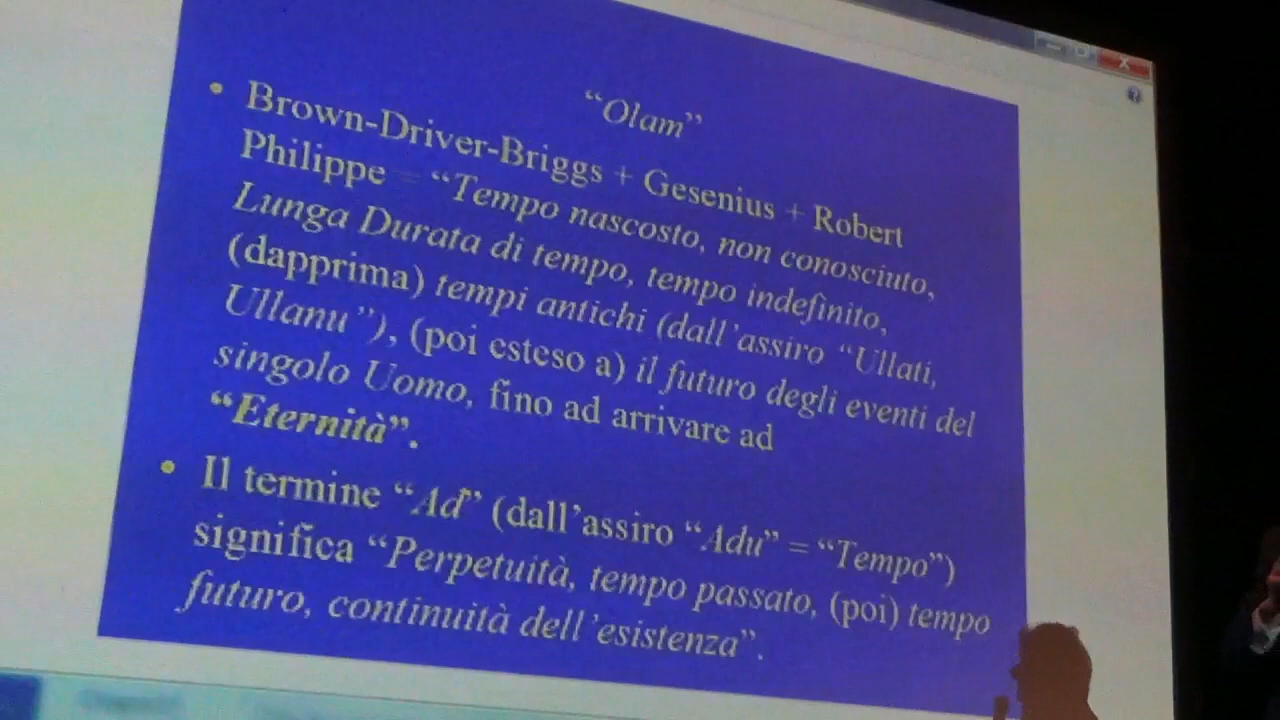 “Olam”
• Brown-Driver-Briggs + Gesenius + Robert
Philippe = “Tempo nascosto, non conosciuto,
Lunga Durata di tempo, tempo indefinito,
(dapprima) tempi antichi (dall’assiro “Ullati,
Ullanu”), (poi esteso a) il futuro degli eventi del
singolo Uomo, fino ad arrivare ad
“Eternità”.
• Il termine “Ad” (dall’assiro “Adu” = “Tempo”)
significa “Perpetuità, tempo passato, (poi) tempo
futuro, continuità dell’esistenza”.